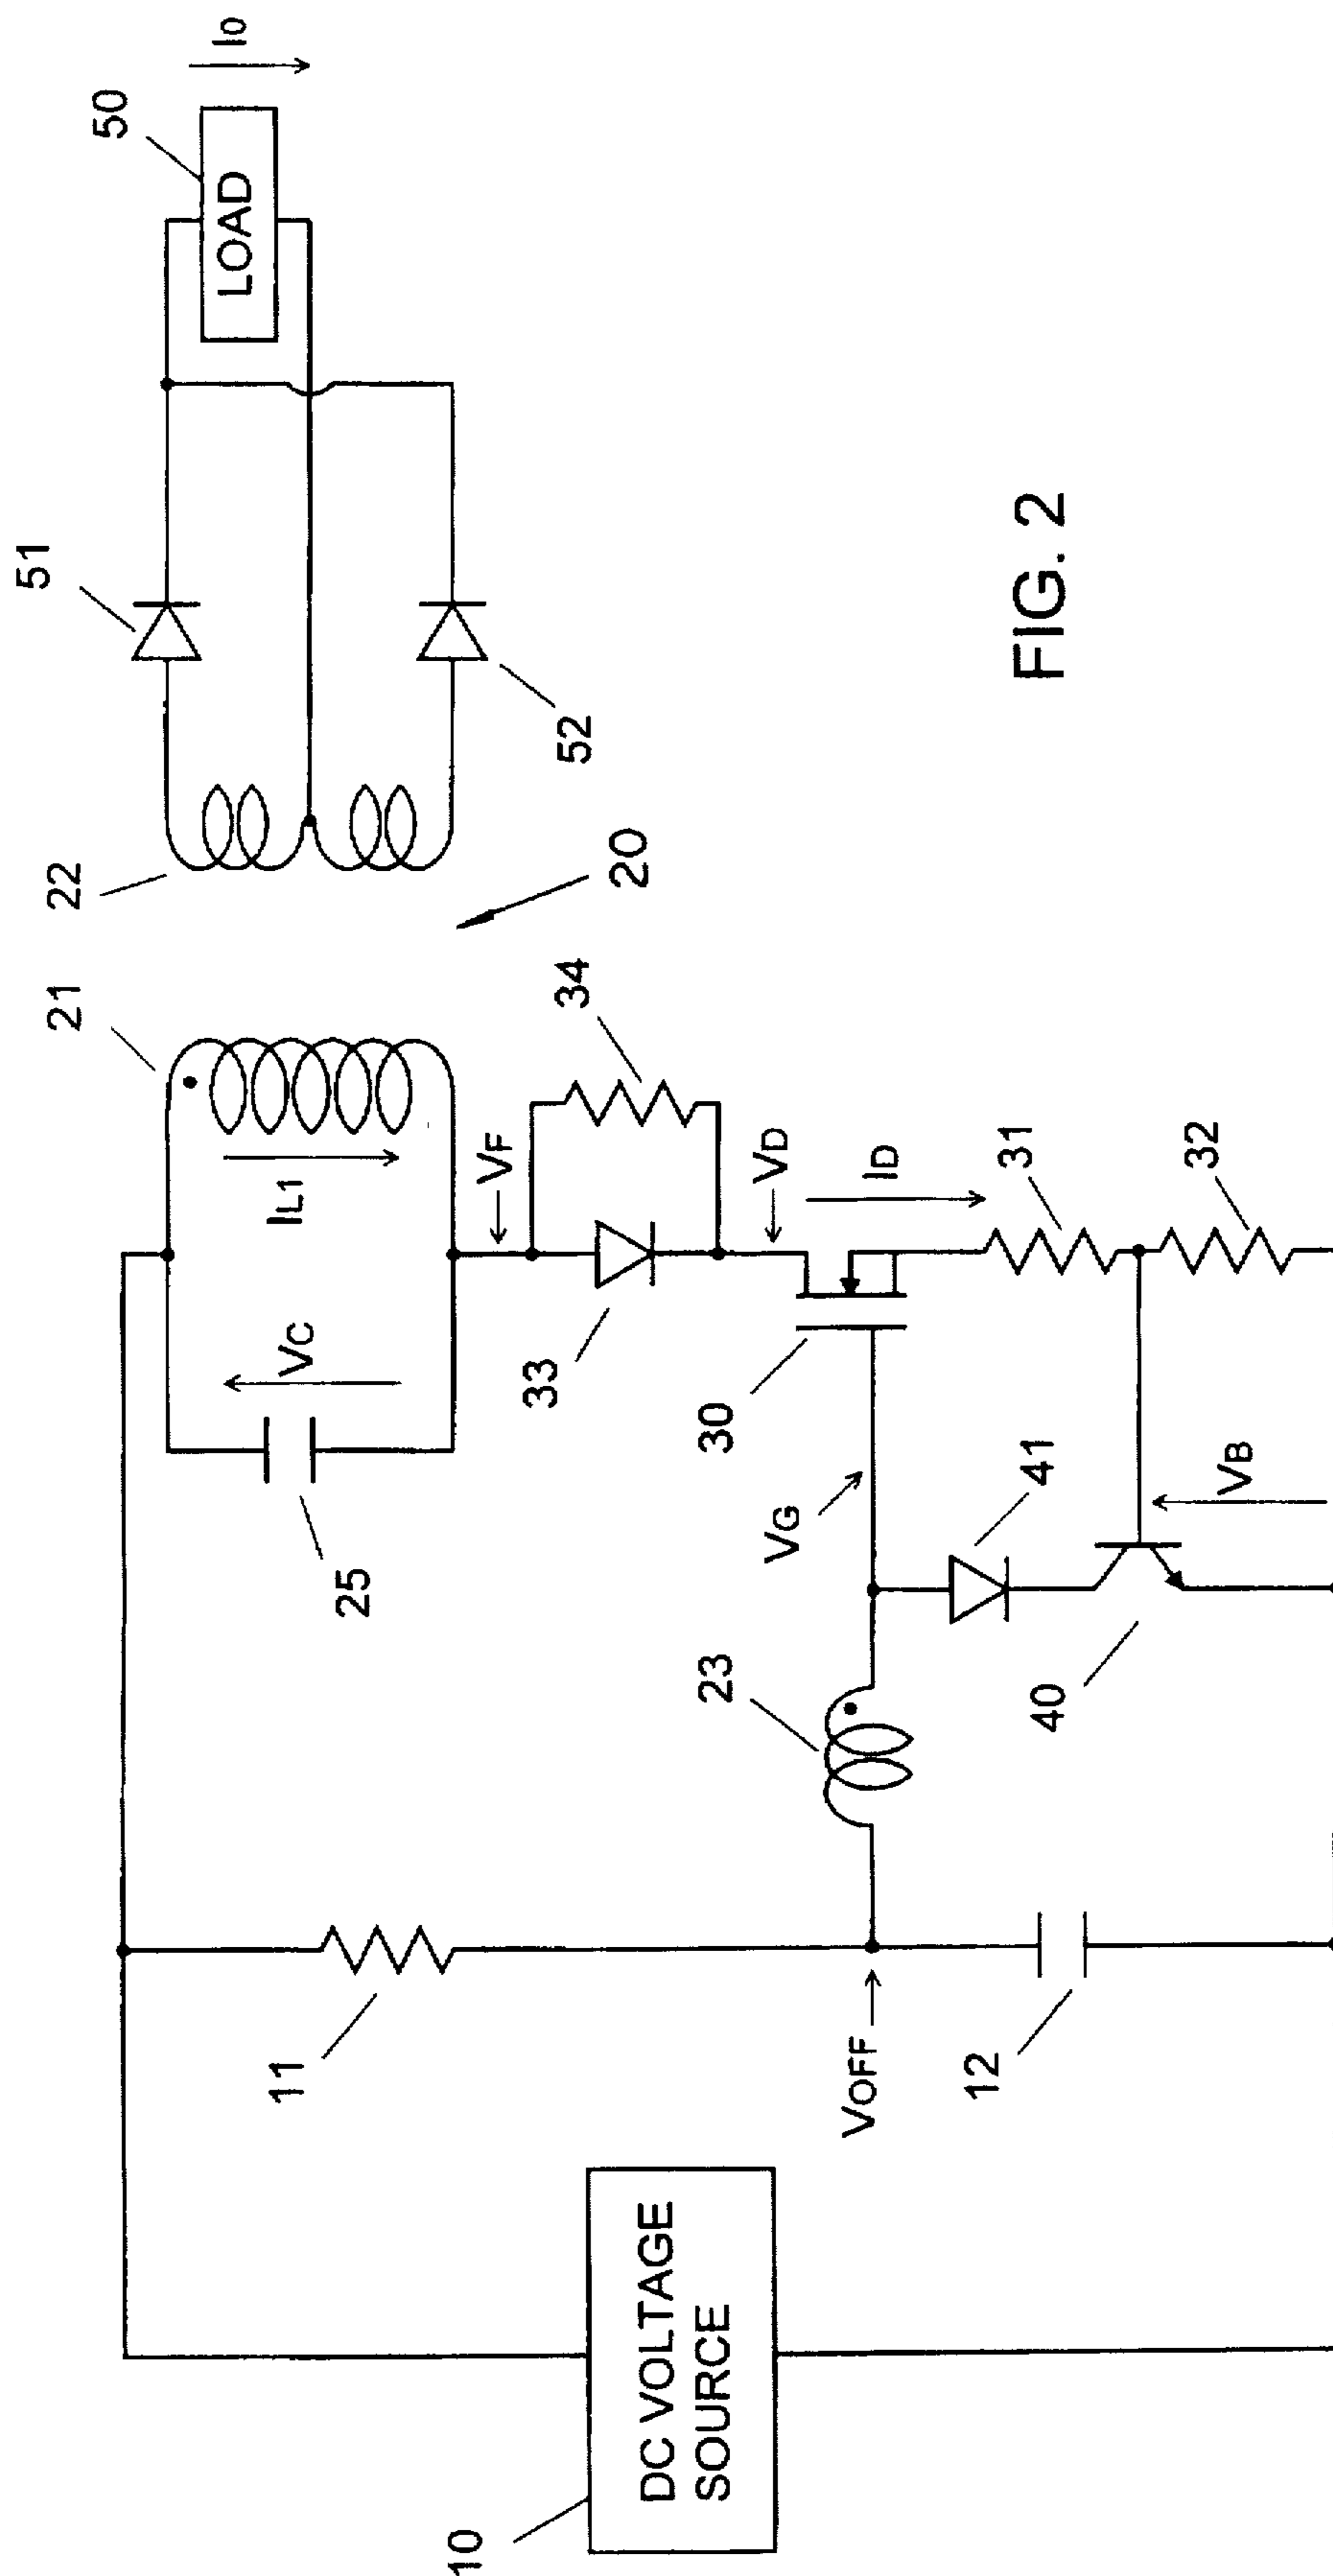 51
50
I0
LOAD
22
52
20
21
IL1
VC
25
VF
34
33
VD
ID
30
31
32
VG
41
VB
23
40
11
VOFF
12
10
DC VOLTAGE
SOURCE
FIG. 2